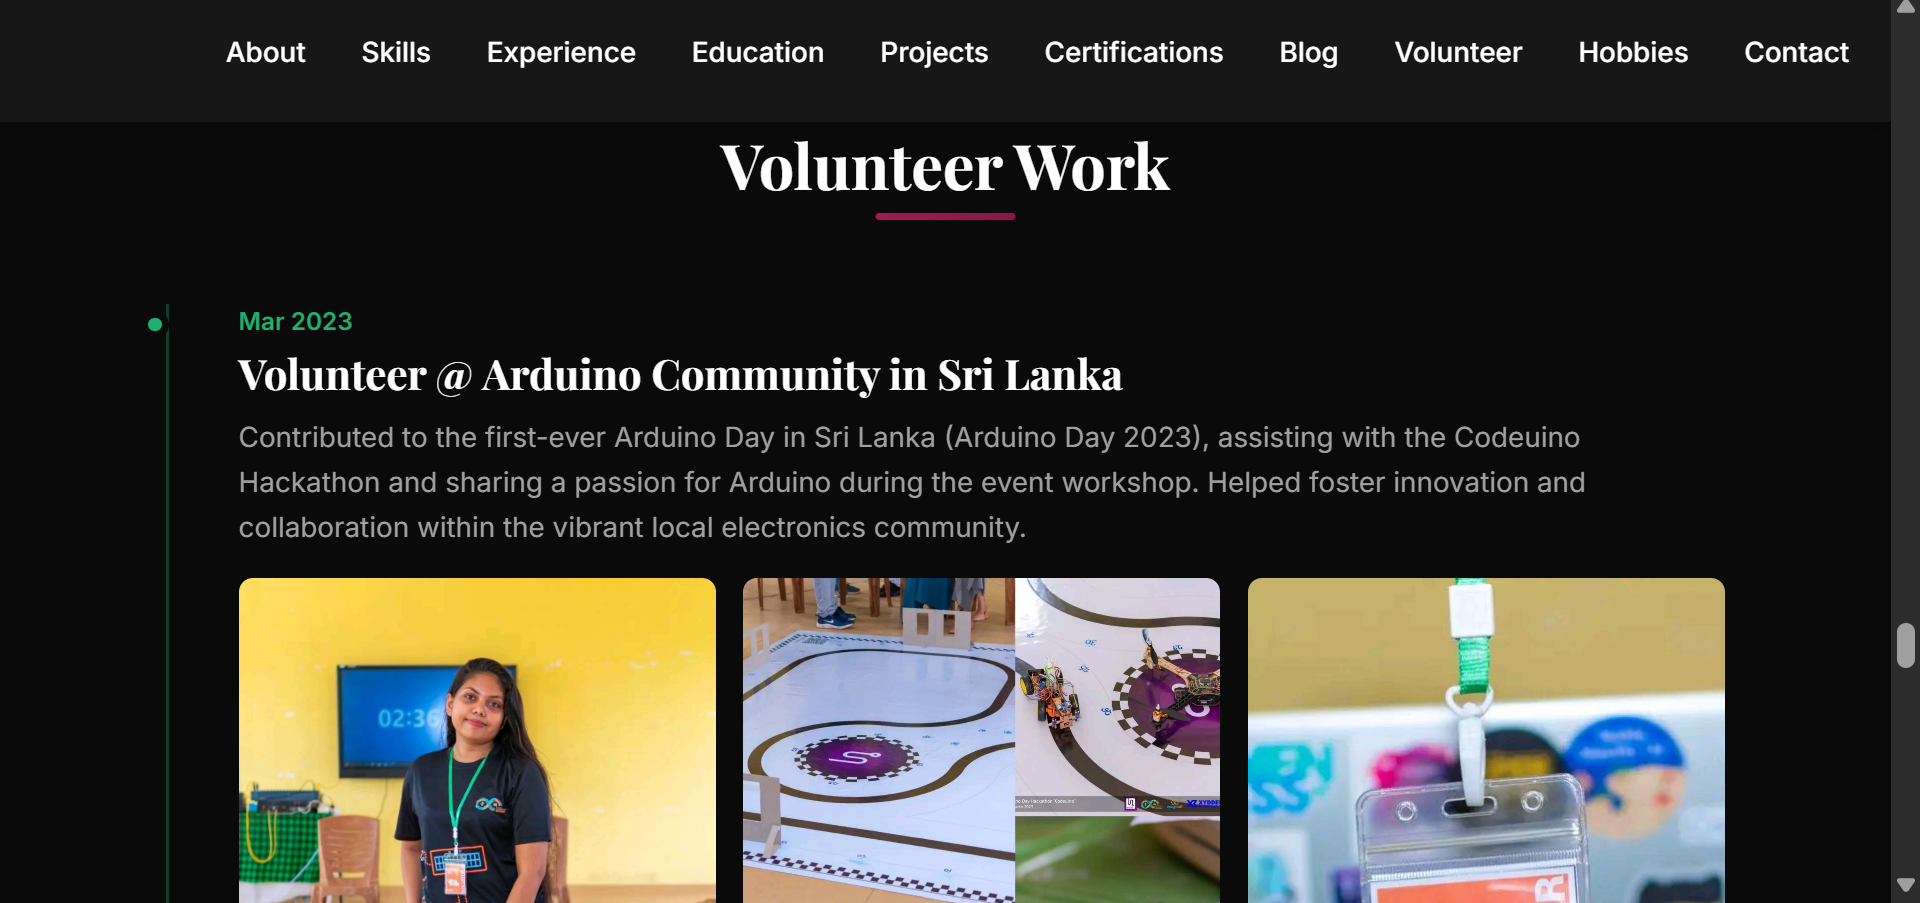 About Skills Experience Education Projects Certifications Blog Volunteer Hobbies Contact
Volunteer Work
Mar 2023
Volunteer @ Arduino Community in Sri Lanka
Contributed to the first-ever Arduino Day in Sri Lanka (Arduino Day 2023), assisting with the Codeuino
Hackathon and sharing a passion for Arduino during the event workshop. Helped foster innovation and
collaboration within the vibrant local electronics community.
02:36